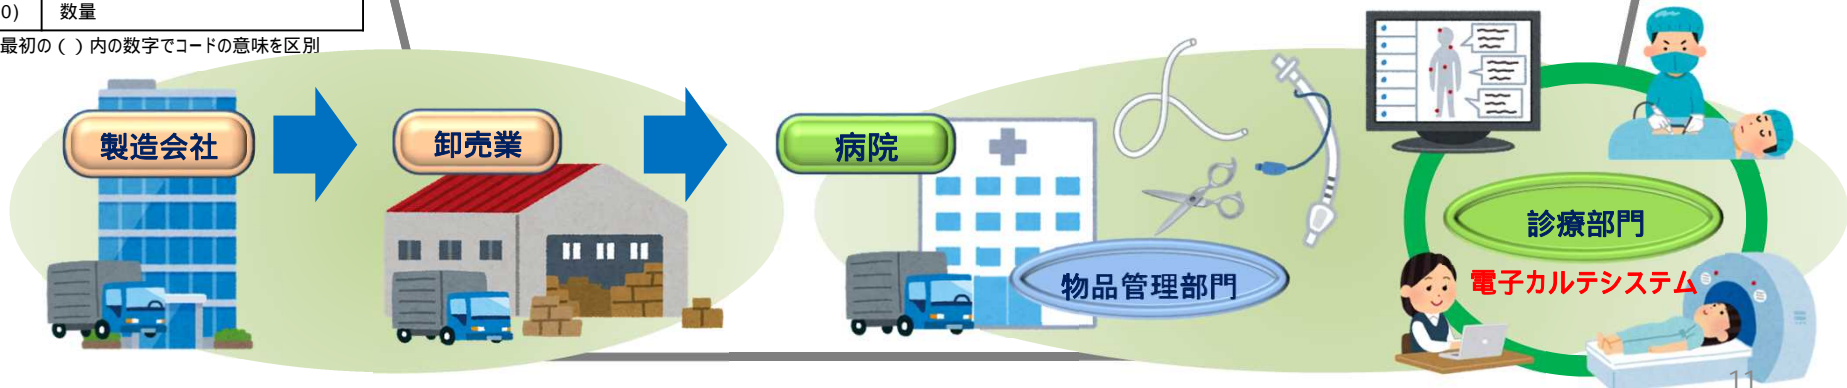 0) 数量
最初の（ ）内の数字でコードの意味を区別
製造会社
卸売業
病院
物品管理部門
診療部門
電子カルテシステム
11